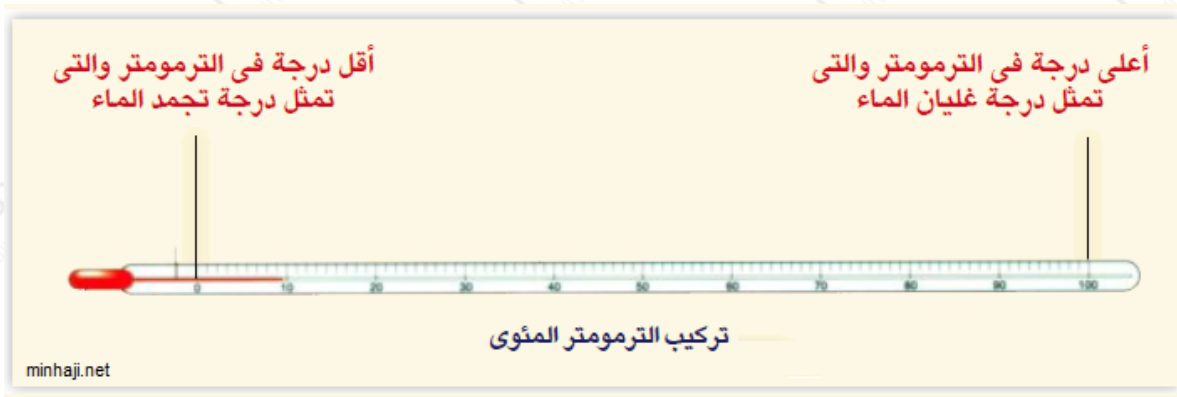 أعلى درجة فى الترمومتر والتى
تمثل درجة غليان الماء
أقل درجة فى الترمومتر والتى
تمثل درجة تجمد الماء
0 10 20 30 40 50 60 70 80 90 100
تركيب الترمومتر المئوى
minhaji.net